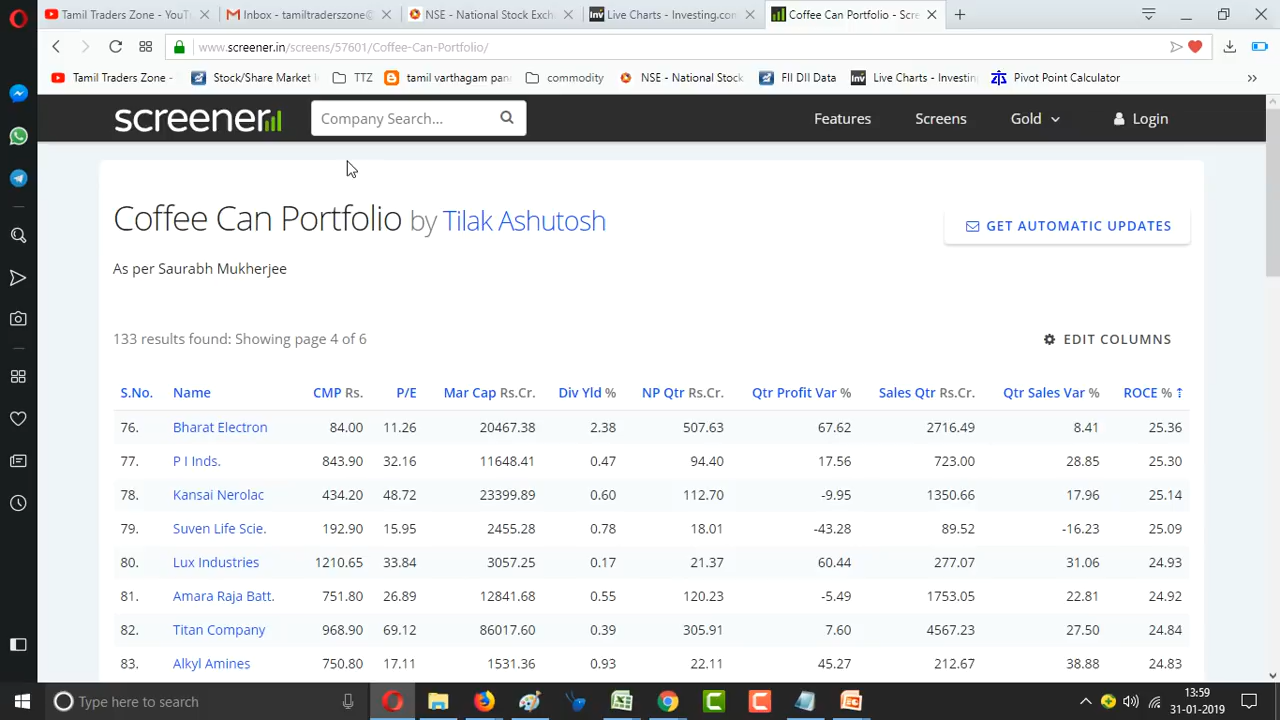 Tamil Traders Zone - YouT
Inbox - tamiltraderszone@
NSE - National Stock Exch
Live Charts - Investing.con
Coffee Can Portfolio - Scre
www.screener.in/screens/57601/Coffee-Can-Portfolio/
Tamil Traders Zone -
Stock/Share Market I
TTZ
tamil varthagam pan
commodity
NSE - National Stock
FII DII Data
Live Charts - Investin
Pivot Point Calculator
screener
Company Search...
Features
Screens
Gold
Login
Coffee Can Portfolio by Tilak Ashutosh
GET AUTOMATIC UPDATES
As per Saurabh Mukherjee
133 results found: Showing page 4 of 6
EDIT COLUMNS
S.No. Name CMP Rs. P/E Mar Cap Rs.Cr. Div Yld % NP Qtr Rs.Cr. Qtr Profit Var % Sales Qtr Rs.Cr. Qtr Sales Var % ROCE % ⇡
76. Bharat Electron 84.00 11.26 20467.38 2.38 507.63 67.62 2716.49 8.41 25.36
77. P I Inds. 843.90 32.16 11648.41 0.47 94.40 17.56 723.00 28.85 25.30
78. Kansai Nerolac 434.20 48.72 23399.89 0.60 112.70 -9.95 1350.66 17.96 25.14
79. Suven Life Scie. 192.90 15.95 2455.28 0.78 18.01 -43.28 89.52 -16.23 25.09
80. Lux Industries 1210.65 33.84 3057.25 0.17 21.37 60.44 277.07 31.06 24.93
81. Amara Raja Batt. 751.80 26.89 12841.68 0.55 120.23 -5.49 1753.05 22.81 24.92
82. Titan Company 968.90 69.12 86017.60 0.39 305.91 7.60 4567.23 27.50 24.84
83. Alkyl Amines 750.80 17.11 1531.36 0.93 22.11 45.27 212.67 38.88 24.83
Type here to search
13:59
31-01-2019